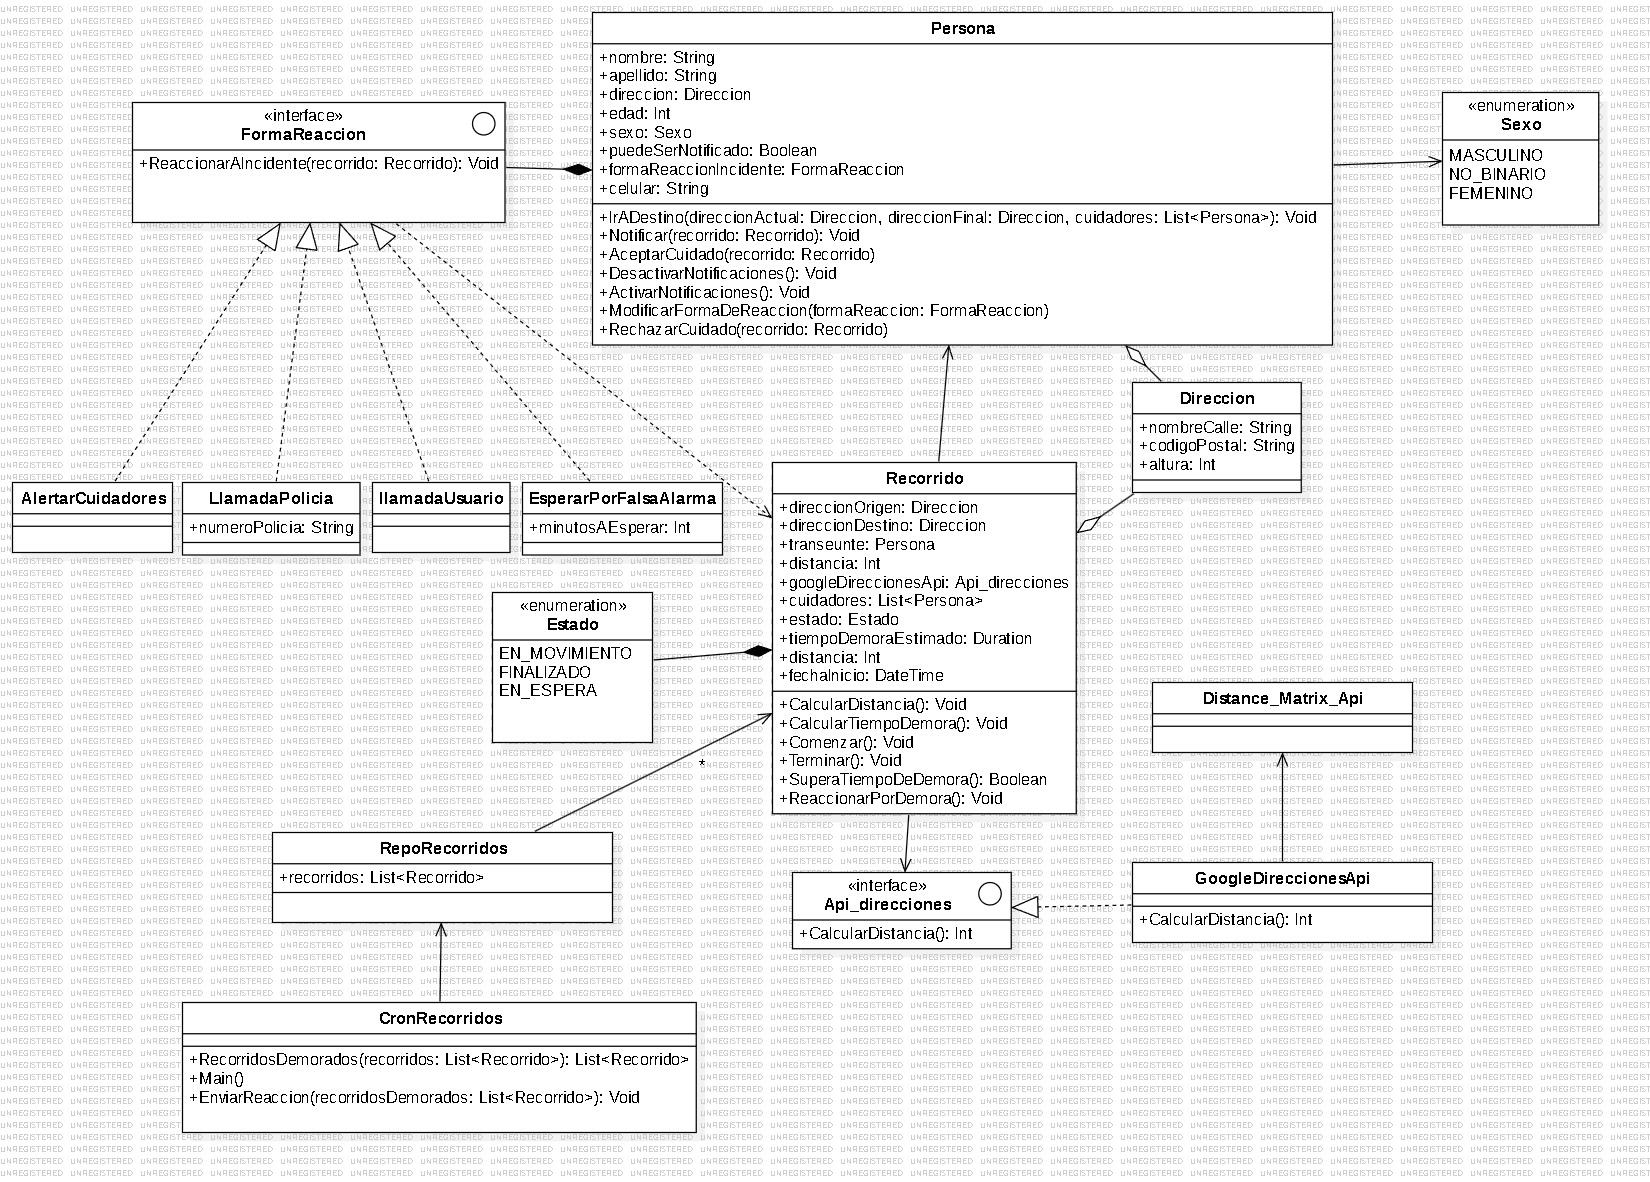 Persona
+nombre: String
+apellido: String
+direccion: Direccion
+edad: Int
+sexo: Sexo
+puedeSerNotificado: Boolean
+formaReaccionIncidente: FormaReaccion
+celular: String
+IrADestino(direccionActual: Direccion, direccionFinal: Direccion, cuidadores: List<Persona>): Void
+Notificar(recorrido: Recorrido): Void
+AceptarCuidado(recorrido: Recorrido)
+DesactivarNotificaciones(): Void
+ActivarNotificaciones(): Void
+ModificarFormaDeReaccion(formaReaccion: FormaReaccion)
+RechazarCuidado(recorrido: Recorrido)
«interface»
FormaReaccion
+ReaccionarAIncidente(recorrido: Recorrido): Void
«enumeration»
Sexo
MASCULINO
NO_BINARIO
FEMENINO
Direccion
+nombreCalle: String
+codigoPostal: String
+altura: Int
AlertarCuidadores
LlamadaPolicia
+numeroPolicia: String
llamadaUsuario
EsperarPorFalsaAlarma
+minutosAEsperar: Int
Recorrido
+direccionOrigen: Direccion
+direccionDestino: Direccion
+transeunte: Persona
+distancia: Int
+googleDireccionesApi: Api_direcciones
+cuidadores: List<Persona>
+estado: Estado
+tiempoDemoraEstimado: Duration
+distancia: Int
+fechaInicio: DateTime
+CalcularDistancia(): Void
+CalcularTiempoDemora(): Void
+Comenzar(): Void
+Terminar(): Void
+SuperaTiempoDeDemora(): Boolean
+ReaccionarPorDemora(): Void
«enumeration»
Estado
EN_MOVIMIENTO
FINALIZADO
EN_ESPERA
*
Distance_Matrix_Api
RepoRecorridos
+recorridos: List<Recorrido>
«interface»
Api_direcciones
+CalcularDistancia(): Int
GoogleDireccionesApi
+CalcularDistancia(): Int
CronRecorridos
+RecorridosDemorados(recorridos: List<Recorrido>): List<Recorrido>
+Main()
+EnviarReaccion(recorridosDemorados: List<Recorrido>): Void
UNREGISTERED